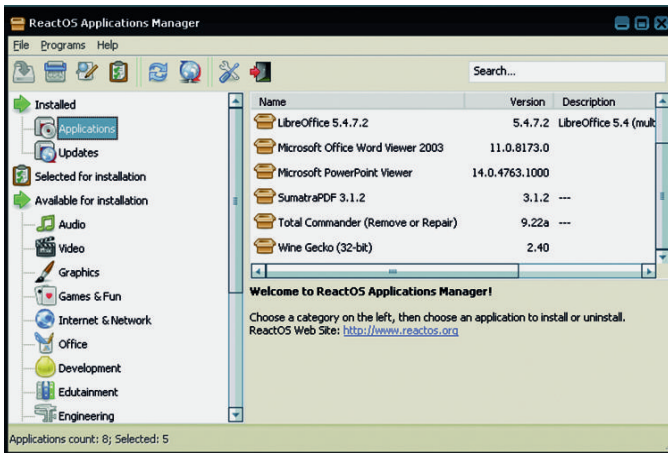 ReactOS Applications Manager
File Programs Help
Search...
Installed
Applications
Updates
Selected for installation
Available for installation
Audio
Video
Graphics
Games & Fun
Internet & Network
Office
Development
Edutainment
Engineering
Name Version Description
LibreOffice 5.4.7.2 5.4.7.2 LibreOffice 5.4 (mult
Microsoft Office Word Viewer 2003 11.0.8173.0
Microsoft PowerPoint Viewer 14.0.4763.1000
SumatraPDF 3.1.2 3.1.2 ---
Total Commander (Remove or Repair) 9.22a ---
Wine Gecko (32-bit) 2.40
Welcome to ReactOS Applications Manager!
Choose a category on the left, then choose an application to install or uninstall.
ReactOS Web Site: http://www.reactos.org
Applications count: 8; Selected: 5